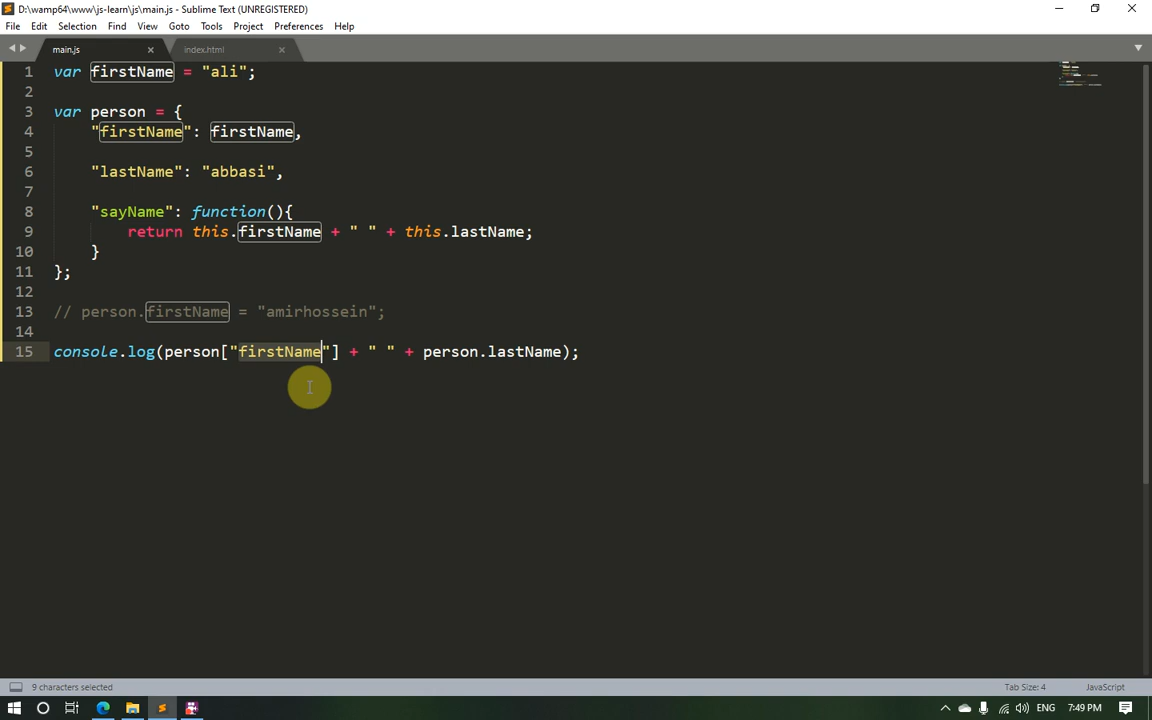 D:\wamp64\www\js-learn\js\main.js - Sublime Text (UNREGISTERED)
File Edit Selection Find View Goto Tools Project Preferences Help
main.js index.html
1 var firstName = "ali";
2
3 var person = {
4 "firstName": firstName,
5
6 "lastName": "abbasi",
7
8 "sayName": function(){
9 return this.firstName + " " + this.lastName;
10 }
11 };
12
13 // person.firstName = "amirhossein";
14
15 console.log(person["firstName"] + " " + person.lastName);
9 characters selected Tab Size: 4 JavaScript
ENG 7:49 PM